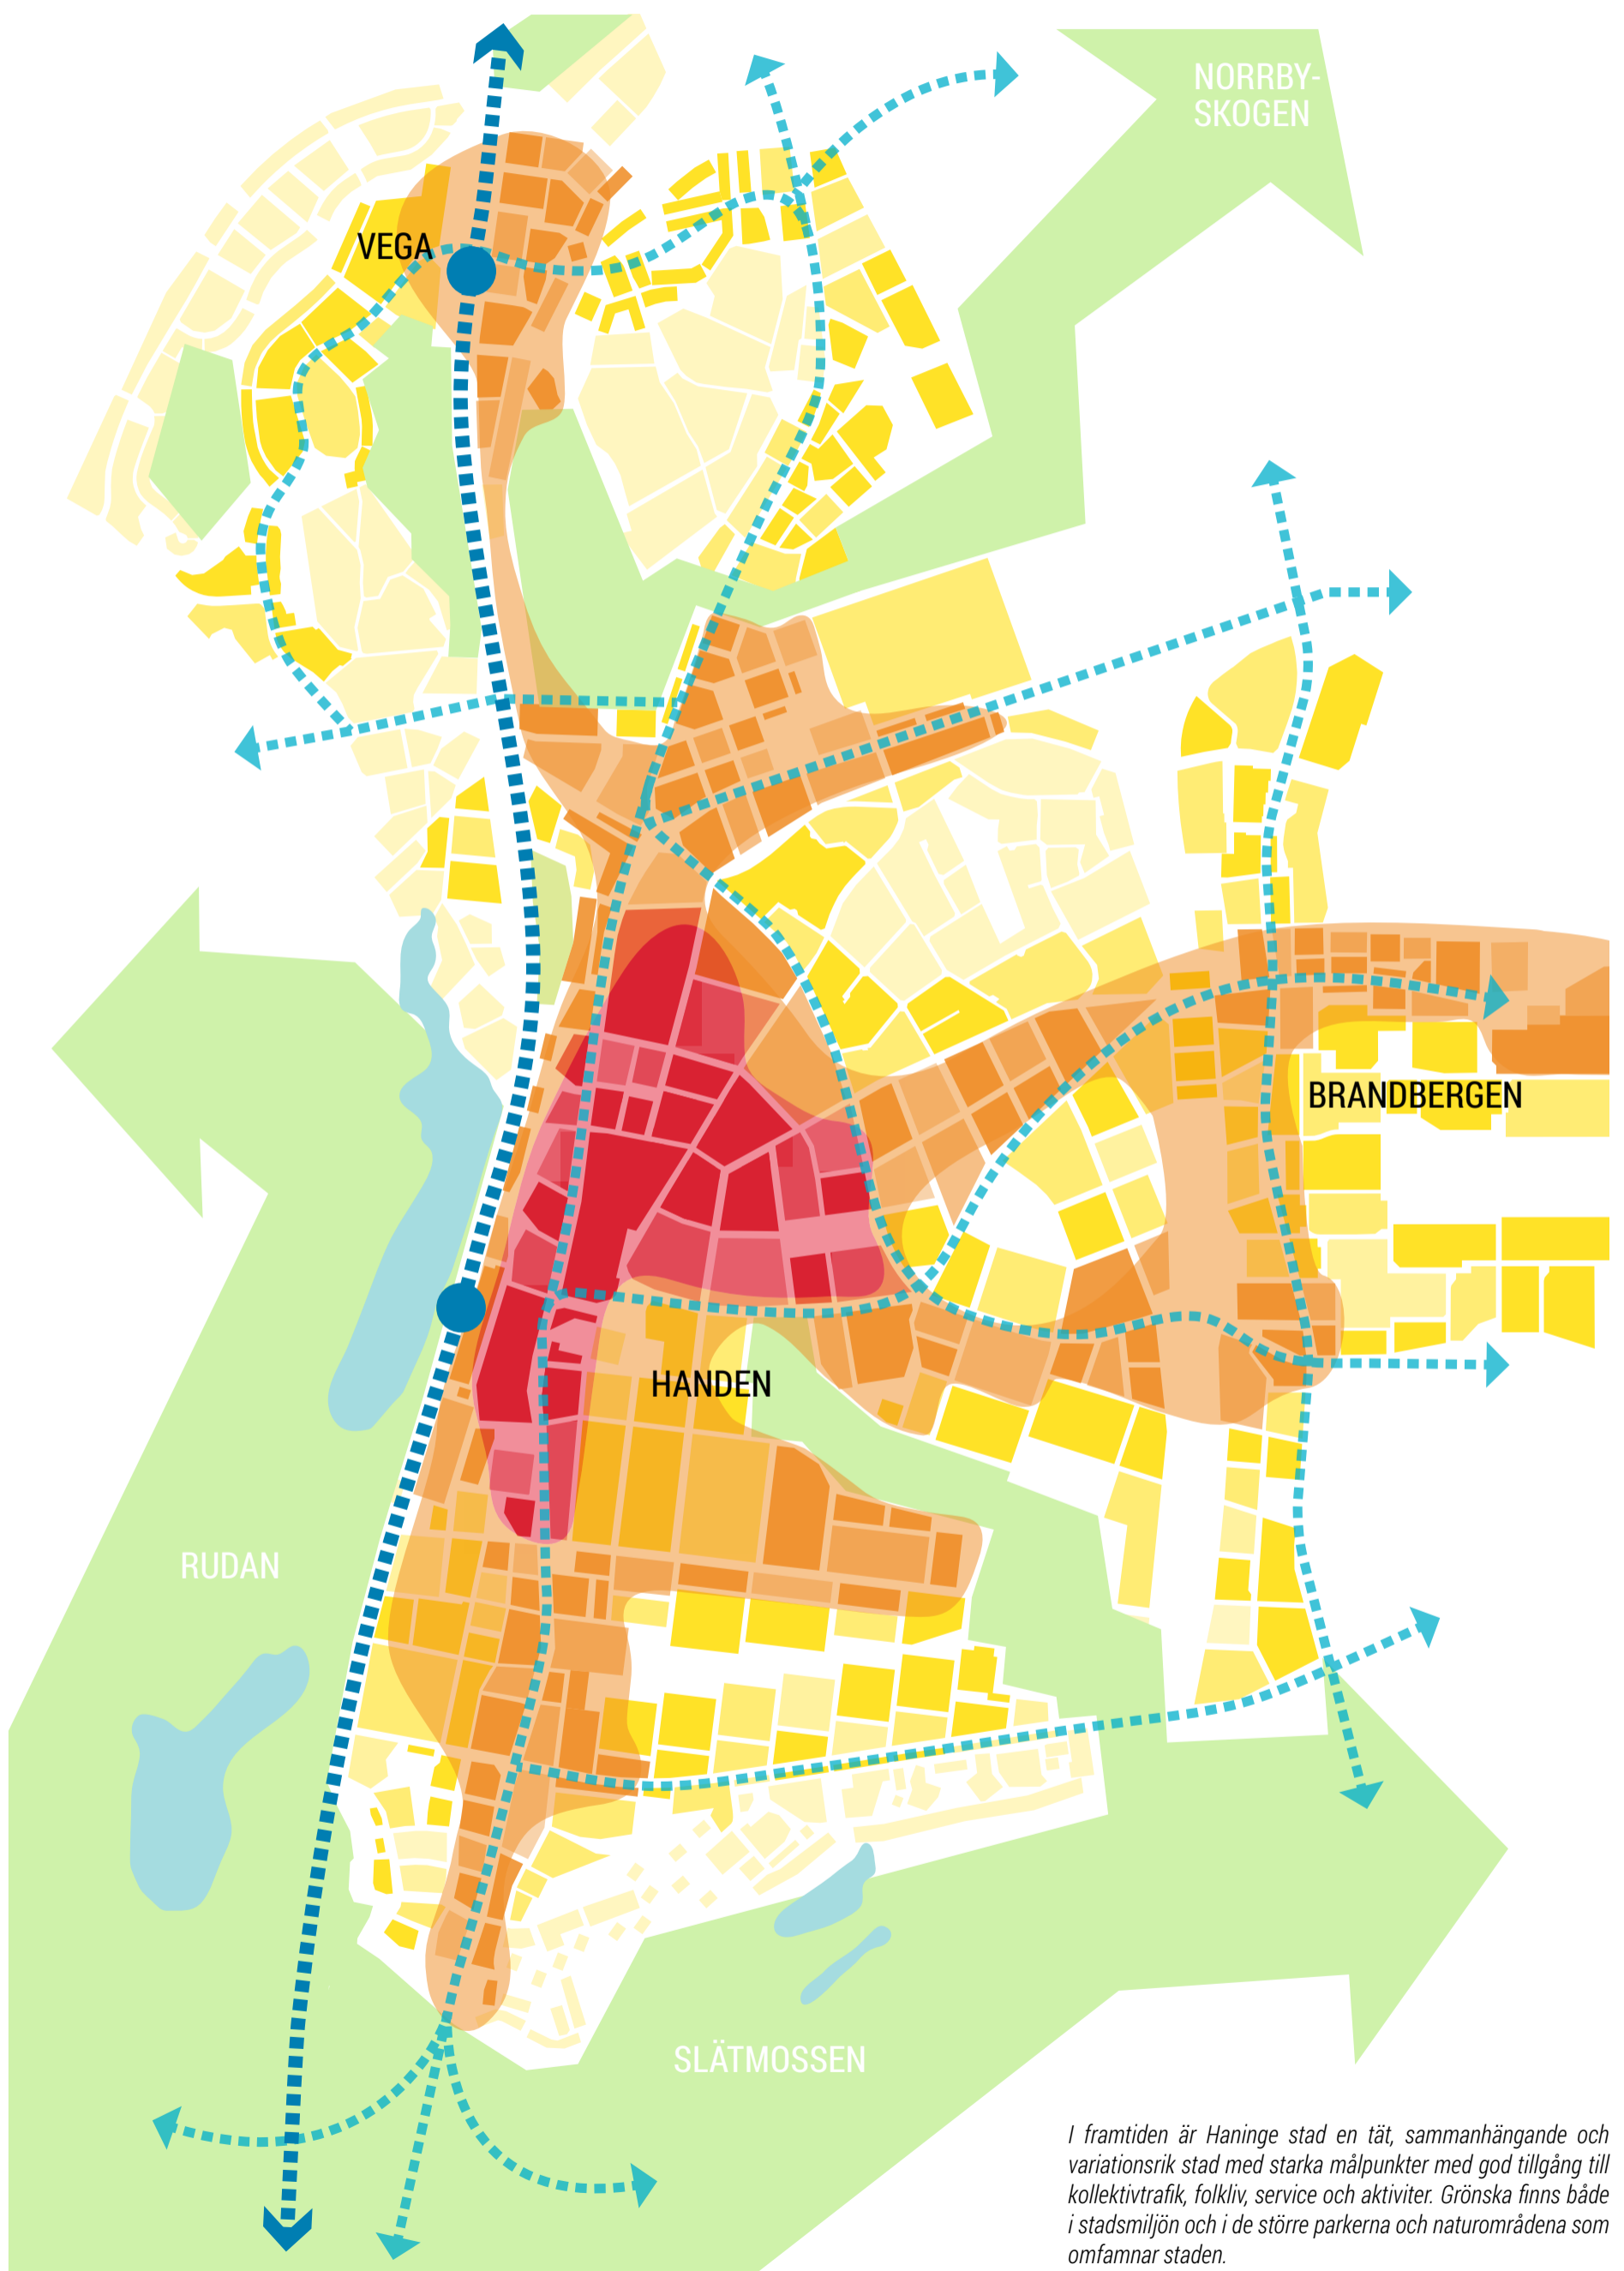 NORRBY-
SKOGEN
VEGA
BRANDBERGEN
HANDEN
RUDAN
SLÄTMOSSEN
I framtiden är Haninge stad en tät, sammanhängande och
variationsrik stad med starka målpunkter med god tillgång till
kollektivtrafik, folkliv, service och aktiviter. Grönska finns både
i stadsmiljön och i de större parkerna och naturområdena som
omfamnar staden.